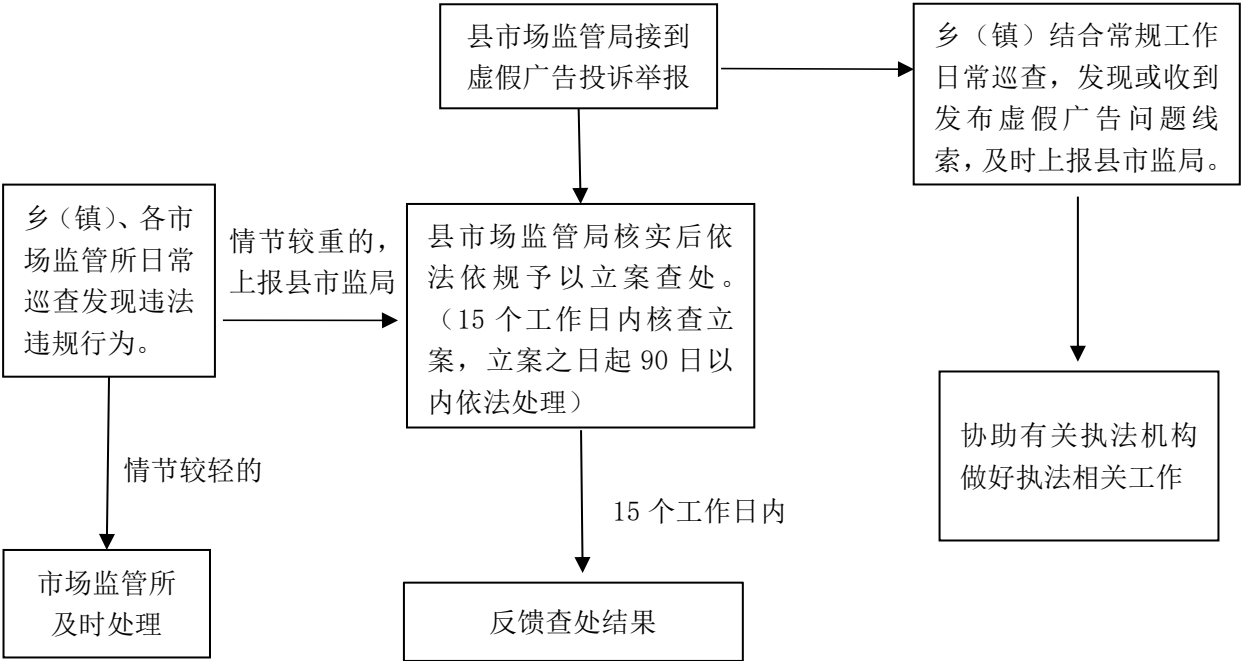 县市场监管局接到
虚假广告投诉举报
乡（镇）结合常规工作
日常巡查，发现或收到
发布虚假广告问题线
索，及时上报县市监局。
乡（镇）、各市
场监管所日常
巡查发现违法
违规行为。
情节较重的，
上报县市监局
县市场监管局核实后依
法依规予以立案查处。
（15 个工作日内核查立
案，立案之日起 90 日以
内依法处理）
协助有关执法机构
做好执法相关工作
情节较轻的
15 个工作日内
市场监管所
及时处理
反馈查处结果